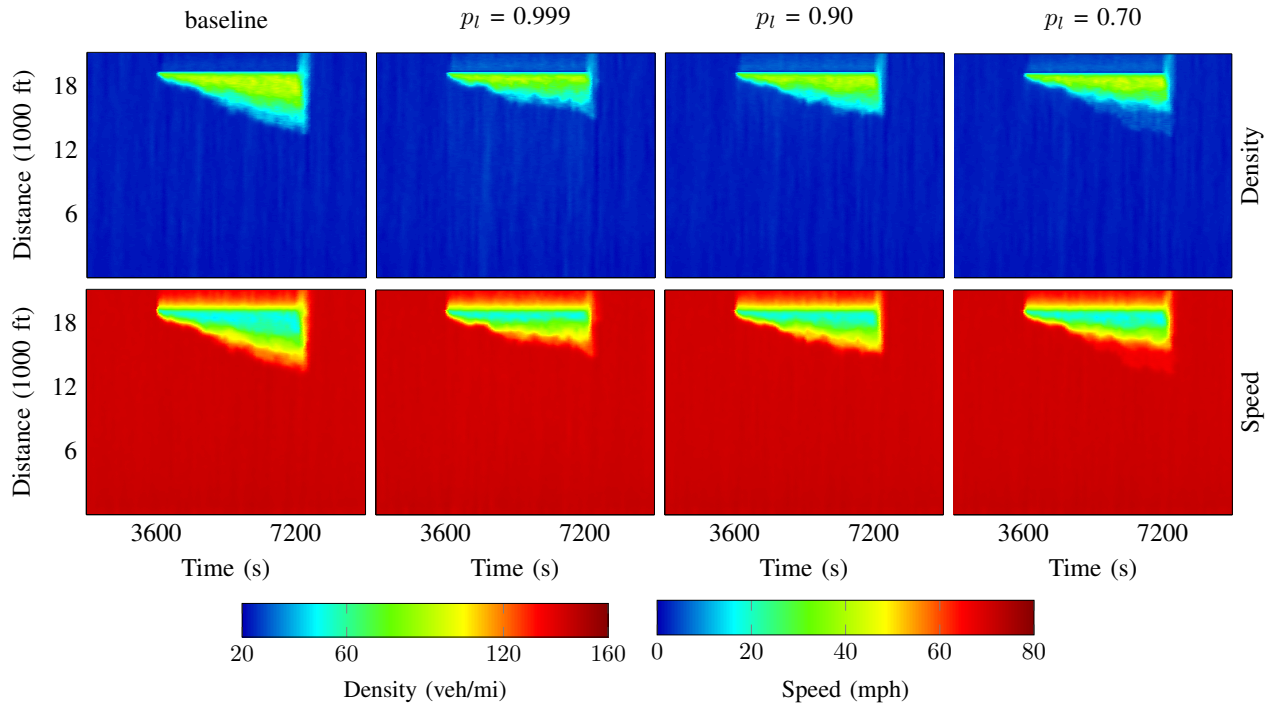 baseline
p_l = 0.999
p_l = 0.90
p_l = 0.70
Distance (1000 ft)
18
12
6
Density
Distance (1000 ft)
18
12
6
Speed
3600 7200 3600 7200 3600 7200 3600 7200
Time (s) Time (s) Time (s) Time (s)
20 60 120 160
Density (veh/mi)
0 20 40 60 80
Speed (mph)